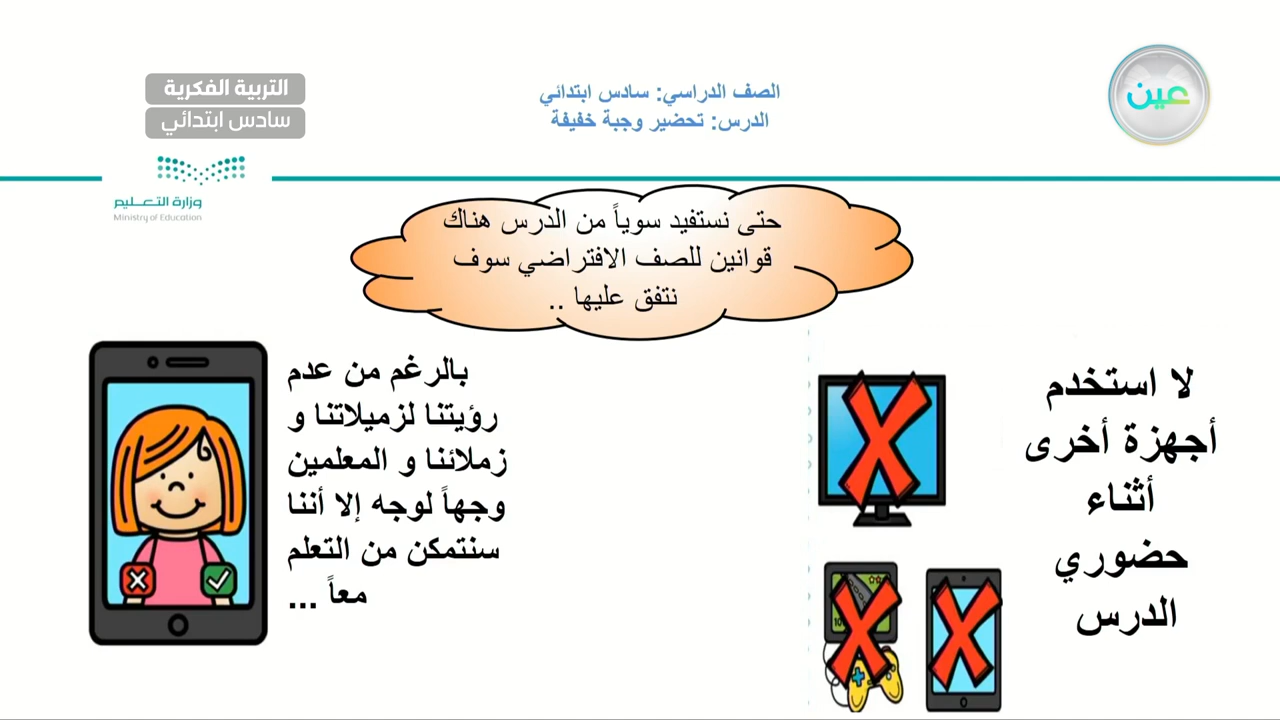 التربية الفكرية
سادس ابتدائي
الصف الدراسي: سادس ابتدائي
الدرس: تحضير وجبة خفيفة
عين
وزارة التعـــليم
Ministry of Education
حتى نستفيد سوياً من الدرس هناك
قوانين للصف الافتراضي سوف
نتفق عليها ..
لا استخدم
أجهزة أخرى
أثناء
حضوري
الدرس
بالرغم من عدم
رؤيتنا لزميلاتنا و
زملائنا و المعلمين
وجهاً لوجه إلا أننا
سنتمكن من التعلم
معاً ...